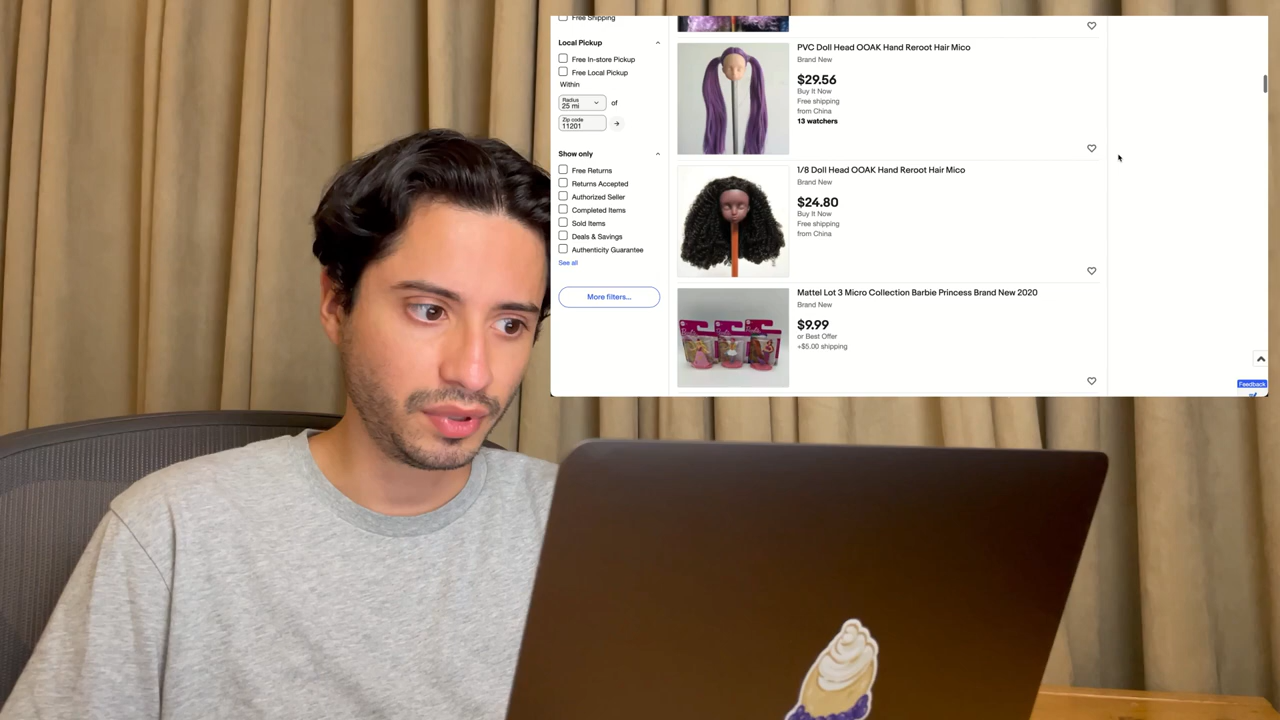 Free Shipping
Local Pickup
Free In-store Pickup
Free Local Pickup
Within
Radius
25 mi
of
Zip code
11201
Show only
Free Returns
Returns Accepted
Authorized Seller
Completed Items
Sold Items
Deals & Savings
Authenticity Guarantee
See all
More filters...
PVC Doll Head OOAK Hand Reroot Hair Mico
Brand New
$29.56
Buy It Now
Free shipping
from China
13 watchers
1/8 Doll Head OOAK Hand Reroot Hair Mico
Brand New
$24.80
Buy It Now
Free shipping
from China
Mattel Lot 3 Micro Collection Barbie Princess Brand New 2020
Brand New
$9.99
or Best Offer
+$5.00 shipping
Feedback